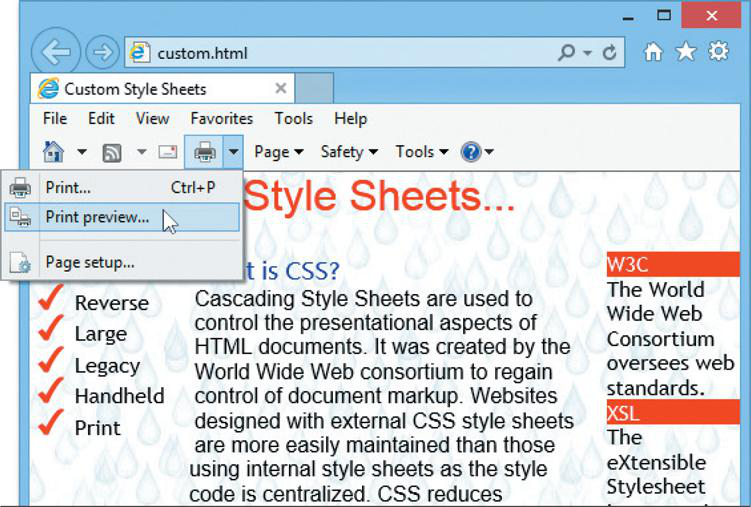 custom.html
Custom Style Sheets
File Edit View Favorites Tools Help
Page Safety Tools
Print... Ctrl+P
Print preview...
Page setup...
Style Sheets...
is CSS?
Reverse
Large
Legacy
Handheld
Print
Cascading Style Sheets are used to
control the presentational aspects of
HTML documents. It was created by the
World Wide Web consortium to regain
control of document markup. Websites
designed with external CSS style sheets
are more easily maintained than those
using internal style sheets as the style
code is centralized. CSS reduces
W3C
The World
Wide Web
Consortium
oversees web
standards.
XSL
The
eXtensible
Stylesheet